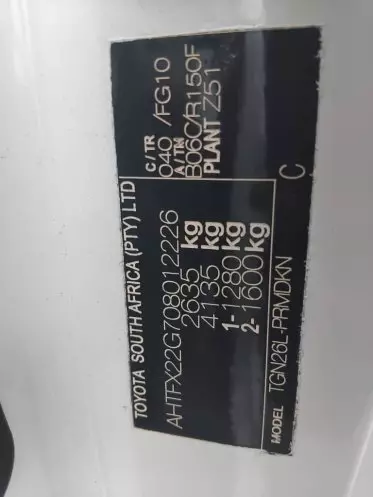 TOYOTA SOUTH AFRICA (PTY) LTD
AHTFX22G708012226
2635 kg
4135 kg
1- 1280 kg
2- 1600 kg
MODEL TGN26L-PRMDKN
C/TR
040 /FG10
A/TM
B06C/R150F
PLANT Z51
C